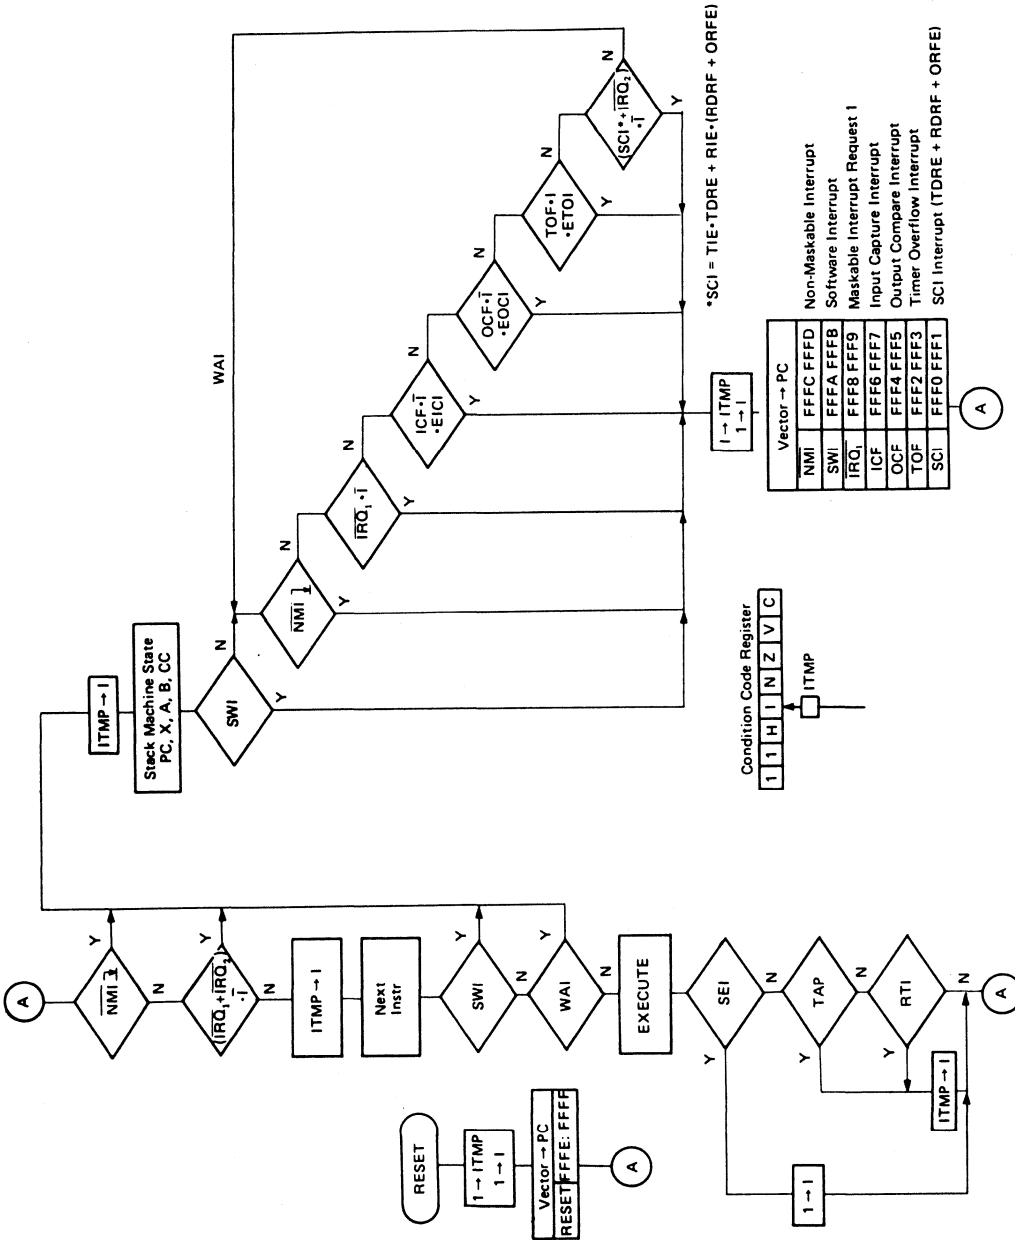 RESET
1→ITMP
1→I
Vector→PC
RESET FFFE: FFFF
A
A
NMI
Y
N
(IRQ1+IRQ2)
·I
Y
N
ITMP→I
Next
Instr
SWI
Y
N
WAI
Y
N
EXECUTE
SEI
Y
N
TAP
Y
N
RTI
Y
N
1→I
ITMP→I
A
ITMP→I
Stack Machine State
PC, X, A, B, CC
SWI
N
Y
WAI
NMI
N
Y
IRQ1·I
N
Y
ICF·I
·EICI
N
Y
OCF·I
·EOCI
N
Y
TOF·I
·ETOI
N
Y
(SCI*+IRQ2)
·I
N
Y
*SCI = TIE·TDRE + RIE·(RDRF + ORFE)
I→ITMP
1→I
Vector→PC
NMI FFFC FFFD Non-Maskable Interrupt
SWI FFFA FFFB Software Interrupt
IRQ1 FFF8 FFF9 Maskable Interrupt Request 1
ICF FFF6 FFF7 Input Capture Interrupt
OCF FFF4 FFF5 Output Compare Interrupt
TOF FFF2 FFF3 Timer Overflow Interrupt
SCI FFF0 FFF1 SCI Interrupt (TDRE + RDRF + ORFE)
A
Condition Code Register
1 1 H I N Z V C
ITMP